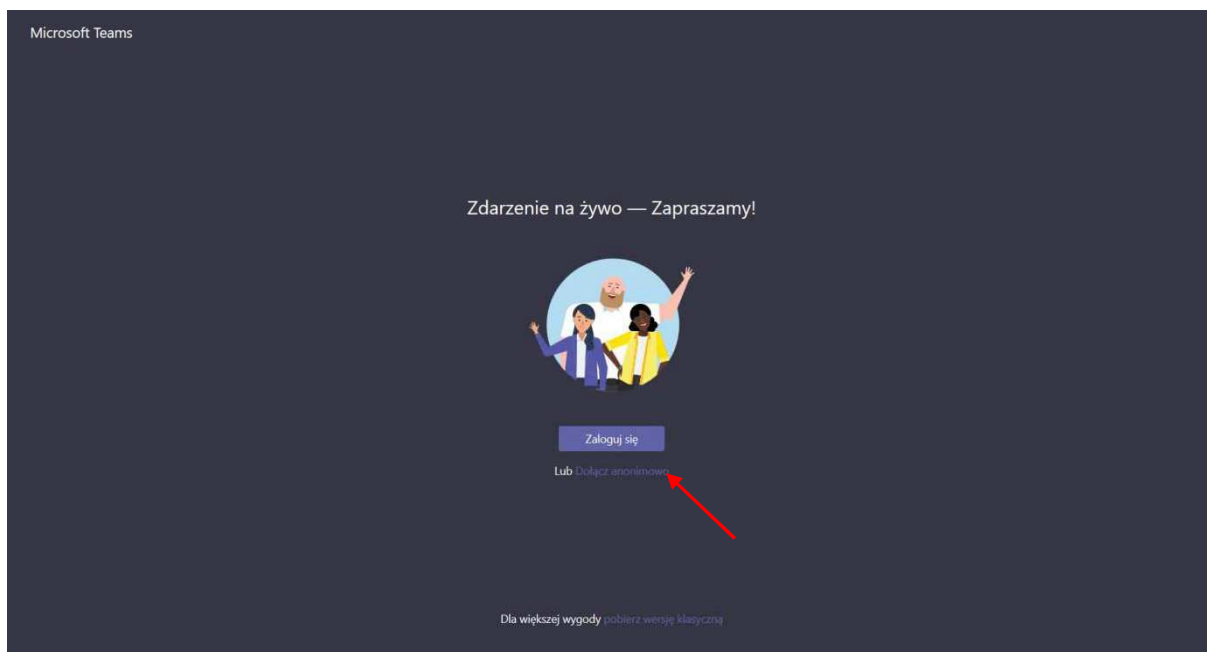 Microsoft Teams
Zdarzenie na żywo — Zapraszamy!
Zaloguj się
Lub Dołącz anonimowo
Dla większej wygody pobierz wersję klasyczną